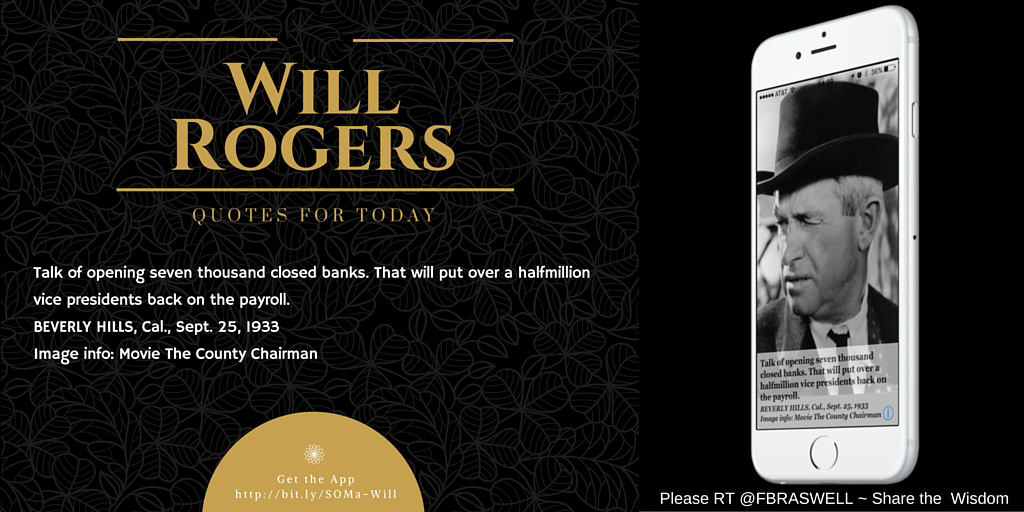 Will
Rogers
QUOTES FOR TODAY
Talk of opening seven thousand closed banks. That will put over a halfmillion
vice presidents back on the payroll.
BEVERLY HILLS, Cal., Sept. 25, 1933
Image info: Movie The County Chairman
Get the App
http://bit.ly/SOMa-Will
AT&T
36%
Talk of opening seven thousand
closed banks. That will put over a
halfmillion vice presidents back on
the payroll.
BEVERLY HILLS, Cal., Sept. 25, 1933
Image info: Movie The County Chairman
Please RT @FBRASWELL ~ Share the Wisdom